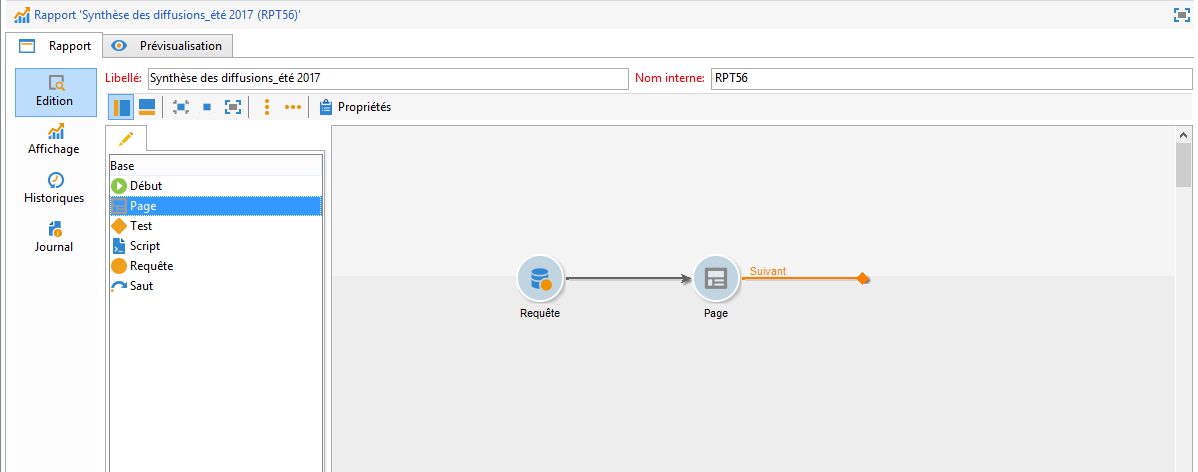 Rapport 'Synthèse des diffusions_été 2017 (RPT56)'
Rapport
Prévisualisation
Libellé: Synthèse des diffusions_été 2017 Nom interne: RPT56
Edition
Affichage
Historiques
Journal
Propriétés
Base
Début
Page
Test
Script
Requête
Saut
Suivant
Requête
Page